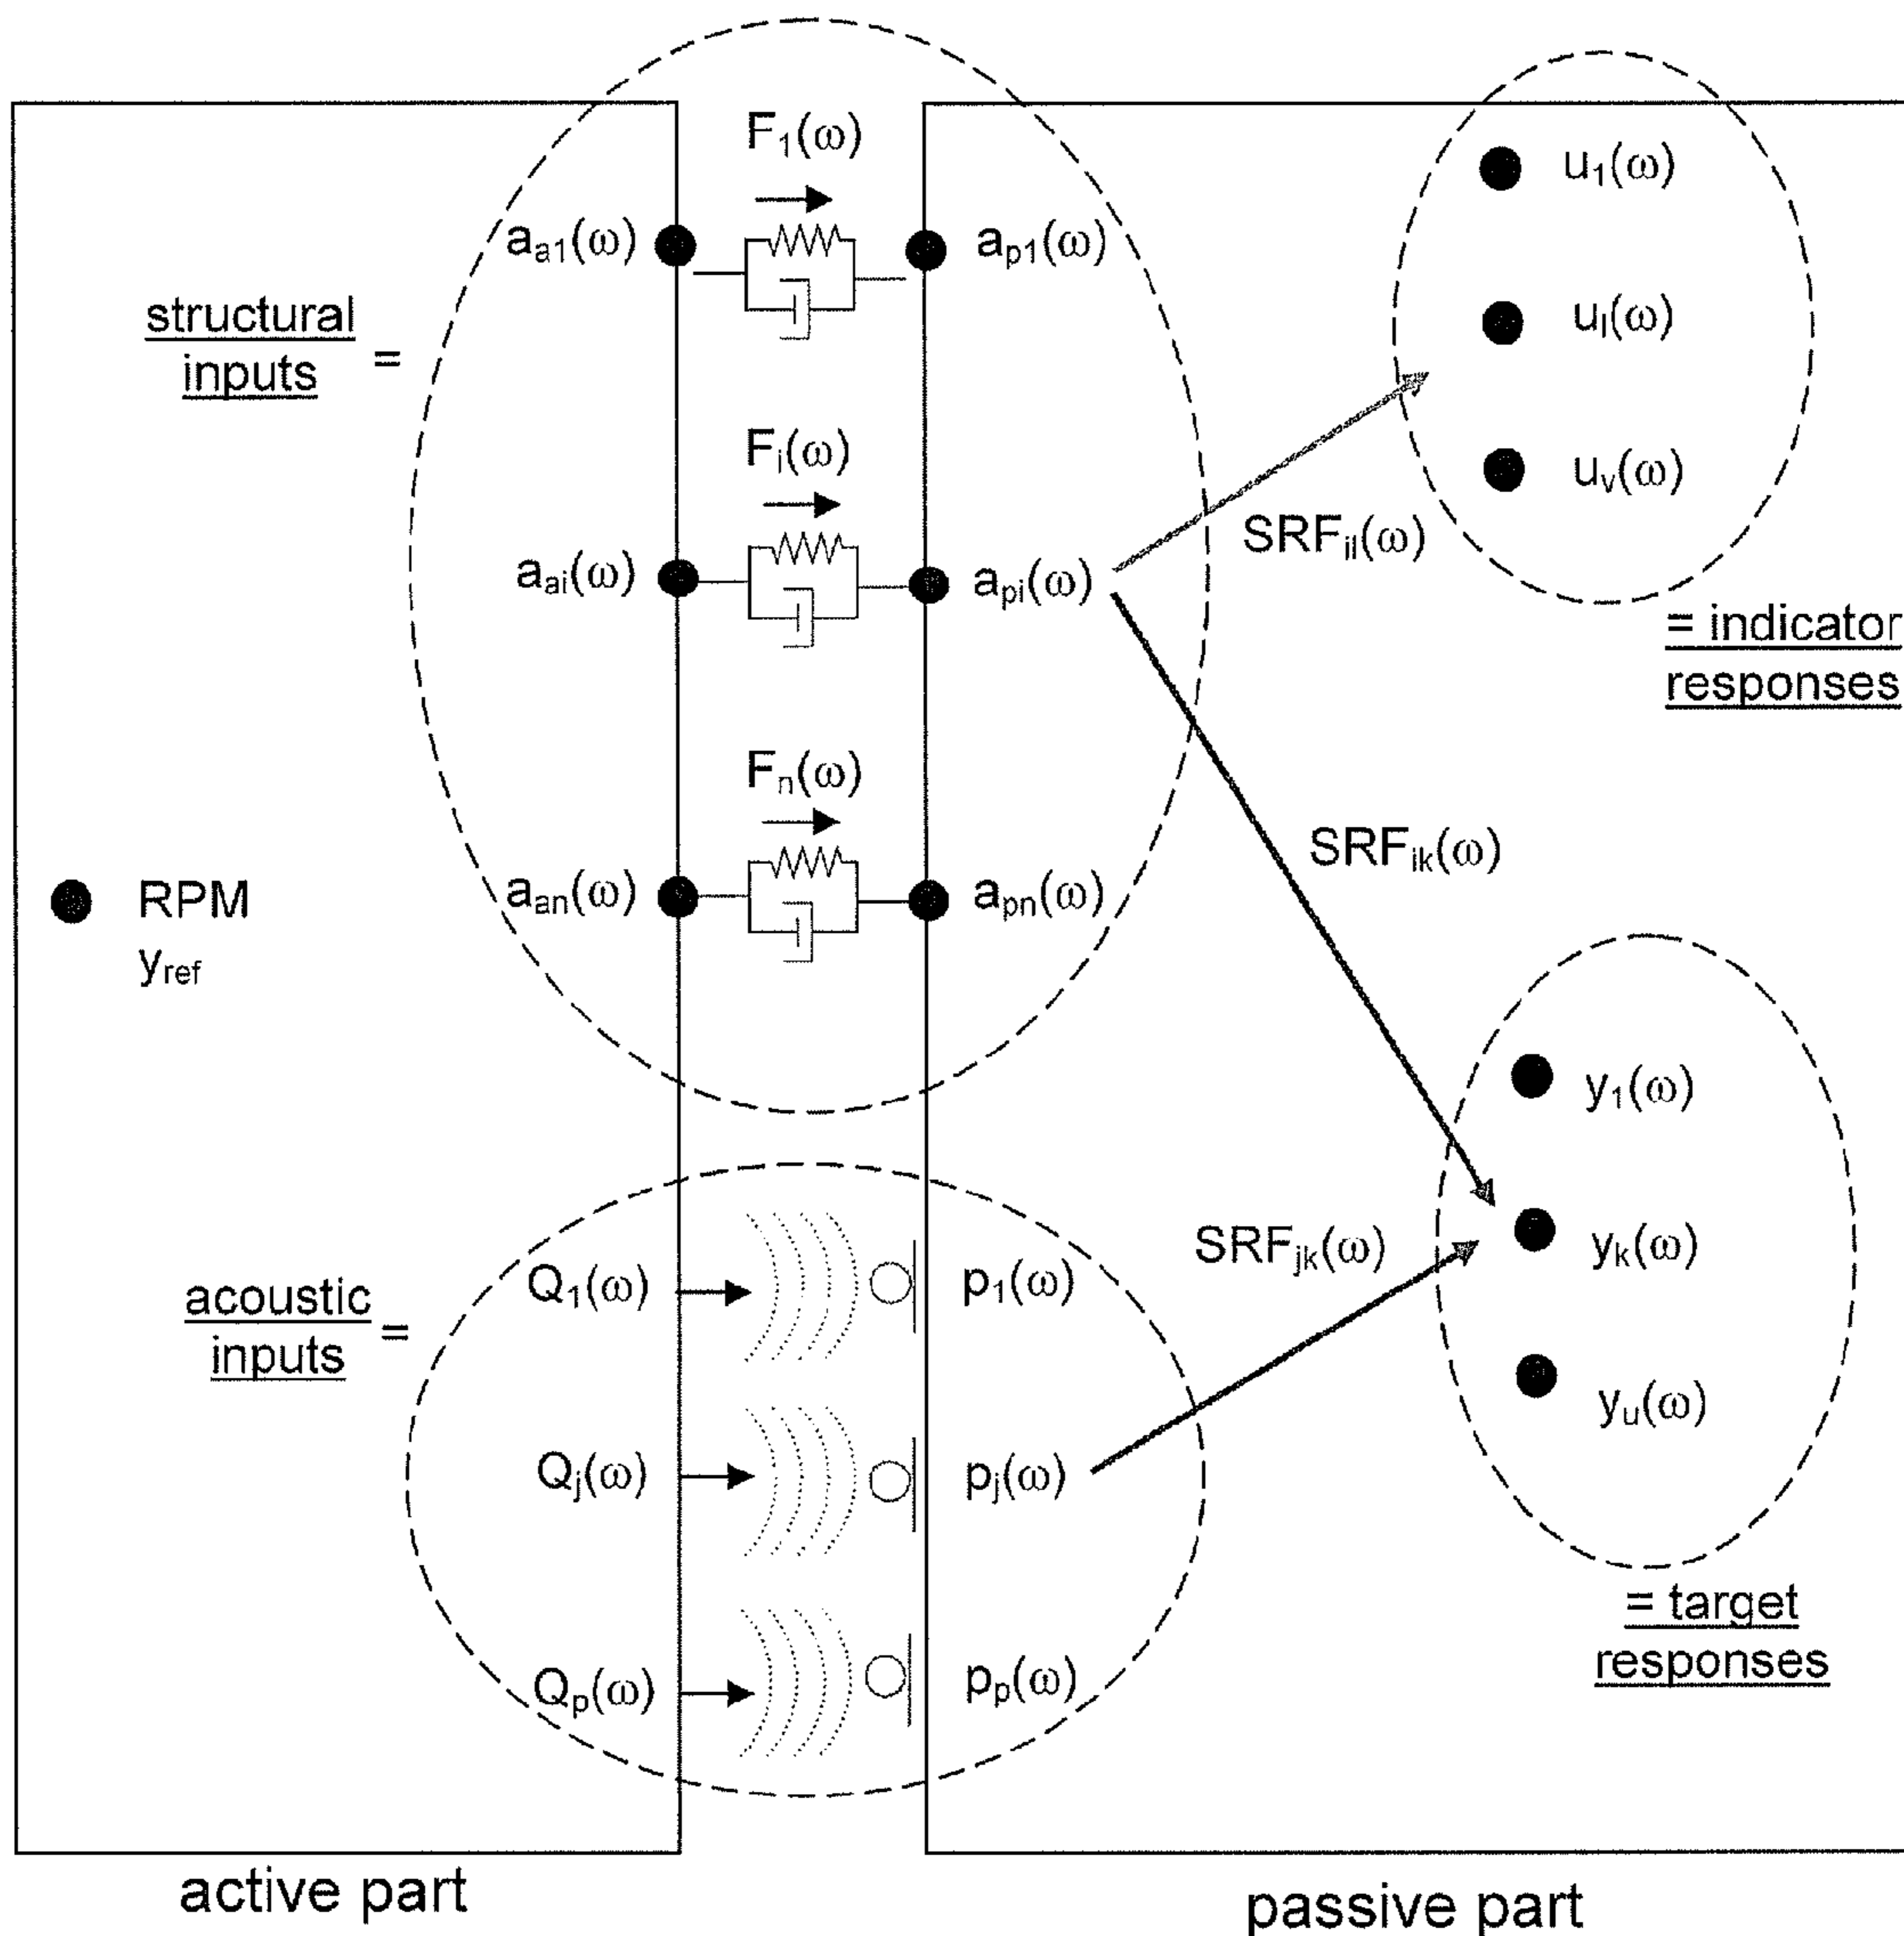 F₁(ω)
u₁(ω)
aₐ₁(ω)
aₚ₁(ω)
structural
inputs =
uₗ(ω)
Fᵢ(ω)
uᵥ(ω)
SRFᵢₗ(ω)
aₐᵢ(ω)
aₚᵢ(ω)
= indicator
responses
Fₙ(ω)
SRFᵢₖ(ω)
RPM
y_ref
aₐₙ(ω)
aₚₙ(ω)
y₁(ω)
Q₁(ω)
p₁(ω)
SRFⱼₖ(ω)
yₖ(ω)
acoustic
inputs =
yᵤ(ω)
Qⱼ(ω)
pⱼ(ω)
= target
responses
Qₚ(ω)
pₚ(ω)
active part
passive part